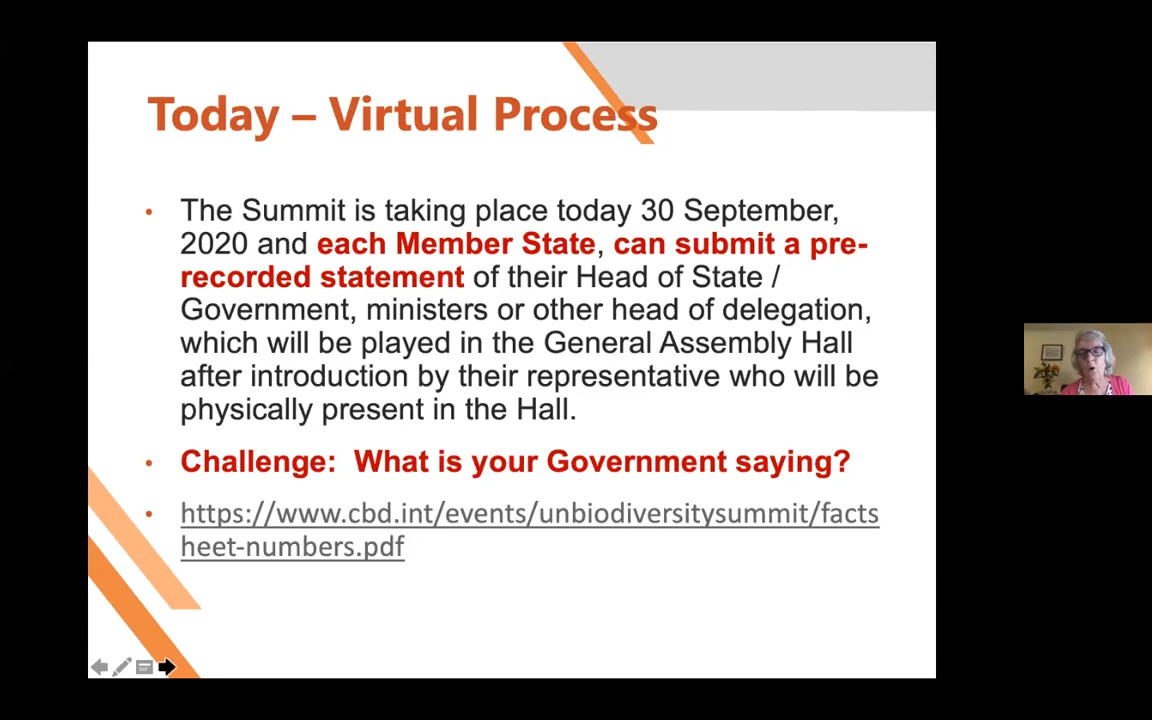 Today – Virtual Process
• The Summit is taking place today 30 September,
2020 and each Member State, can submit a pre-
recorded statement of their Head of State /
Government, ministers or other head of delegation,
which will be played in the General Assembly Hall
after introduction by their representative who will be
physically present in the Hall.
• Challenge:  What is your Government saying?
• https://www.cbd.int/events/unbiodiversitysummit/facts
heet-numbers.pdf